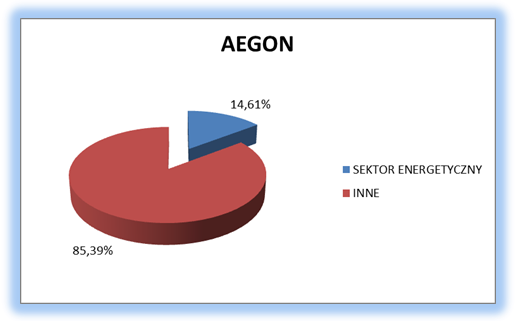 AEGON
14,61%
SEKTOR ENERGETYCZNY
INNE
85,39%